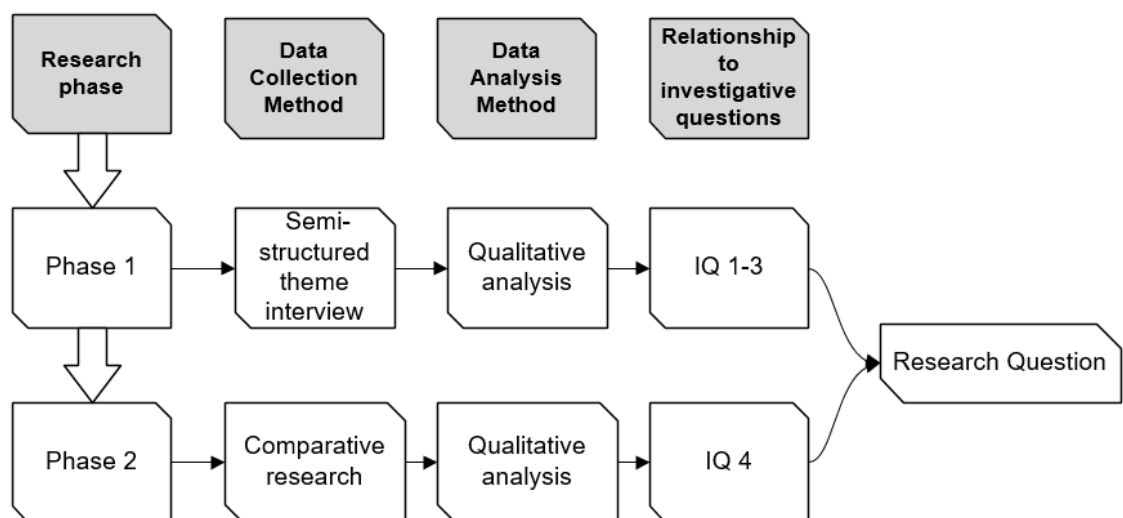 Research
phase
Data
Collection
Method
Data
Analysis
Method
Relationship
to
investigative
questions
Phase 1
Semi-
structured
theme
interview
Qualitative
analysis
IQ 1-3
Research Question
Phase 2
Comparative
research
Qualitative
analysis
IQ 4